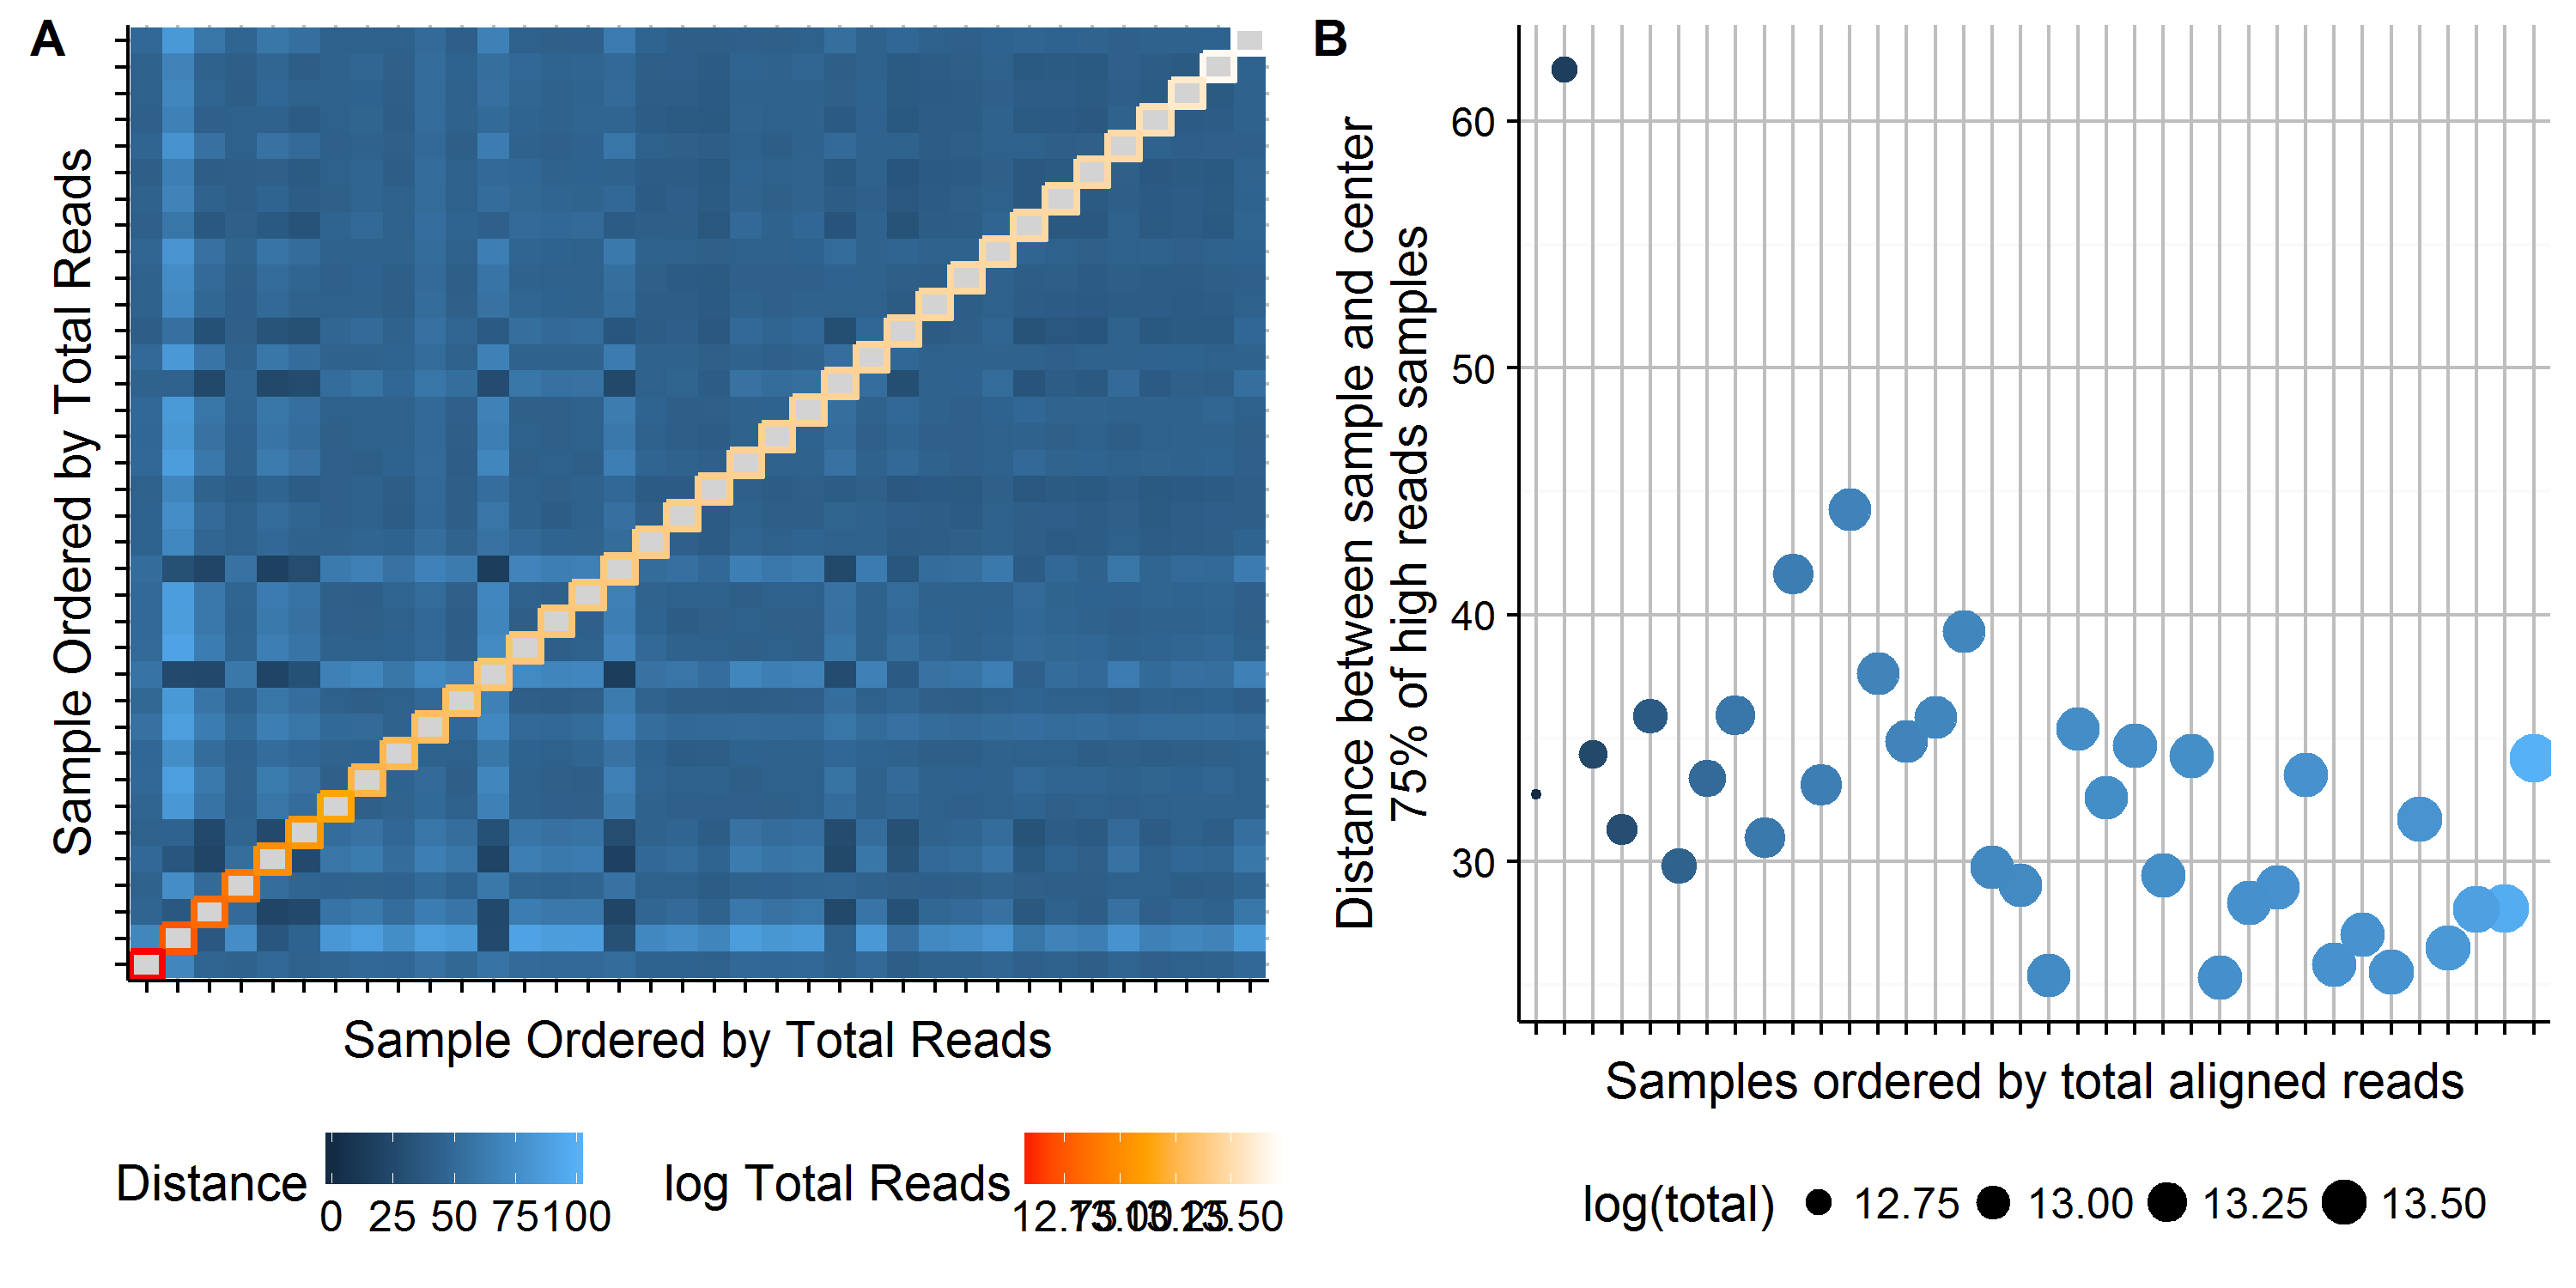 A
Sample Ordered by Total Reads
Sample Ordered by Total Reads
Distance
0 25 50 75 100
log Total Reads
12.75 13.00 13.25 13.50
B
Distance between sample and center
75% of high reads samples
60
50
40
30
Samples ordered by total aligned reads
log(total) 12.75 13.00 13.25 13.50